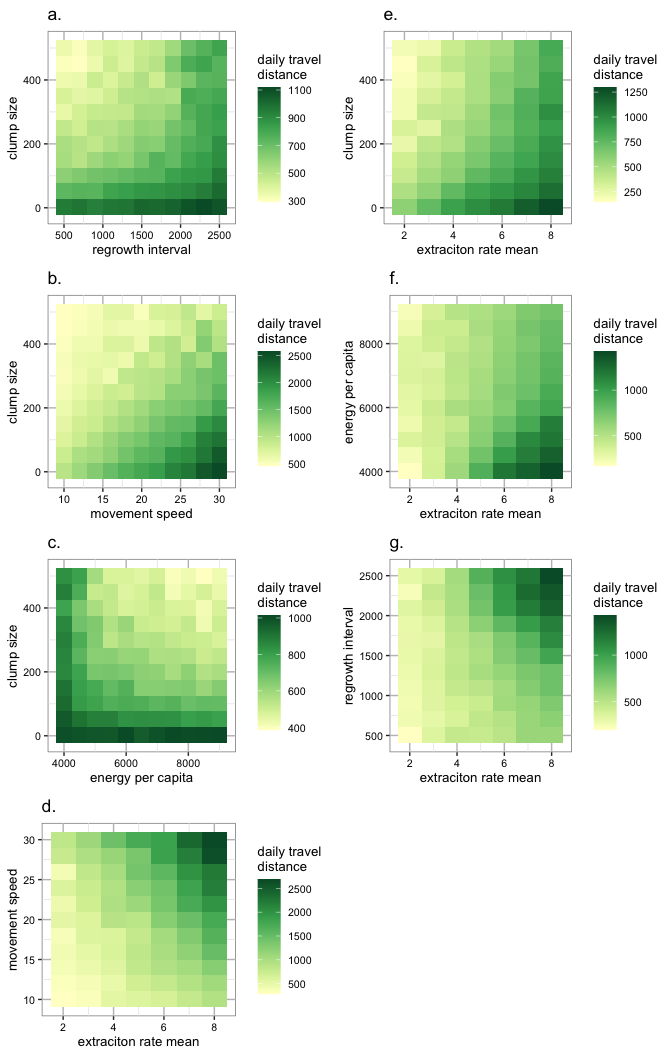 a.
clump size
400
200
0
500 1000 1500 2000 2500
regrowth interval
daily travel
distance
1100
900
700
500
300
b.
clump size
400
200
0
10 15 20 25 30
movement speed
daily travel
distance
2500
2000
1500
1000
500
c.
clump size
400
200
0
4000 6000 8000
energy per capita
daily travel
distance
1000
800
600
400
d.
movement speed
30
25
20
15
10
2 4 6 8
extraciton rate mean
daily travel
distance
2500
2000
1500
1000
500
e.
clump size
400
200
0
2 4 6 8
extraciton rate mean
daily travel
distance
1250
1000
750
500
250
f.
energy per capita
8000
6000
4000
2 4 6 8
extraciton rate mean
daily travel
distance
1000
500
g.
regrowth interval
2500
2000
1500
1000
500
2 4 6 8
extraciton rate mean
daily travel
distance
1000
500